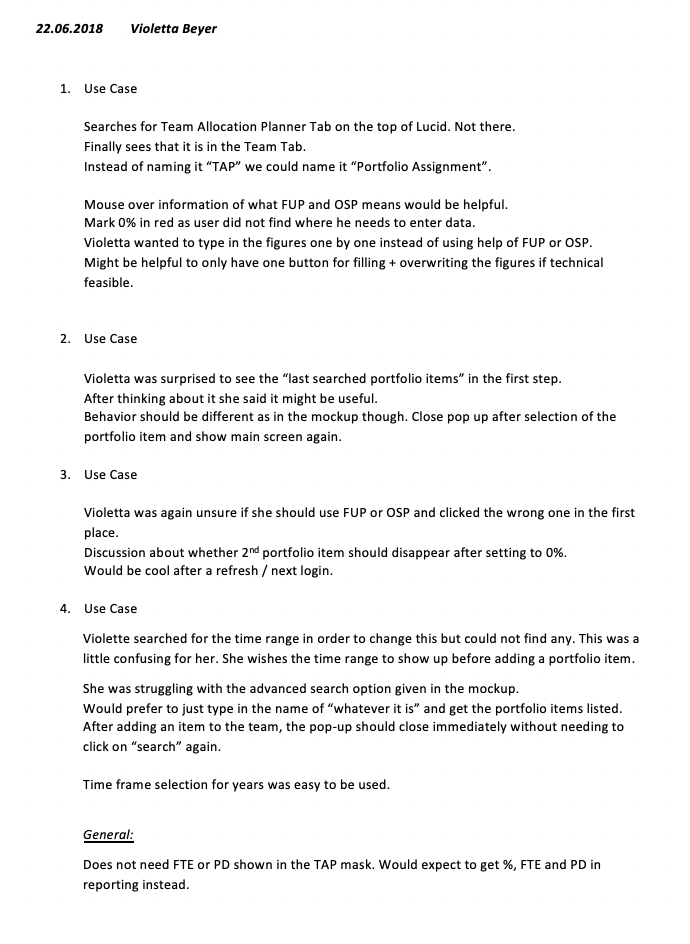 22.06.2018 Violetta Beyer
1. Use Case
Searches for Team Allocation Planner Tab on the top of Lucid. Not there.
Finally sees that it is in the Team Tab.
Instead of naming it “TAP” we could name it “Portfolio Assignment”.
Mouse over information of what FUP and OSP means would be helpful.
Mark 0% in red as user did not find where he needs to enter data.
Violetta wanted to type in the figures one by one instead of using help of FUP or OSP.
Might be helpful to only have one button for filling + overwriting the figures if technical
feasible.
2. Use Case
Violetta was surprised to see the “last searched portfolio items” in the first step.
After thinking about it she said it might be useful.
Behavior should be different as in the mockup though. Close pop up after selection of the
portfolio item and show main screen again.
3. Use Case
Violetta was again unsure if she should use FUP or OSP and clicked the wrong one in the first
place.
Discussion about whether 2nd portfolio item should disappear after setting to 0%.
Would be cool after a refresh / next login.
4. Use Case
Violette searched for the time range in order to change this but could not find any. This was a
little confusing for her. She wishes the time range to show up before adding a portfolio item.
She was struggling with the advanced search option given in the mockup.
Would prefer to just type in the name of “whatever it is” and get the portfolio items listed.
After adding an item to the team, the pop-up should close immediately without needing to
click on “search” again.
Time frame selection for years was easy to be used.
General:
Does not need FTE or PD shown in the TAP mask. Would expect to get %, FTE and PD in
reporting instead.